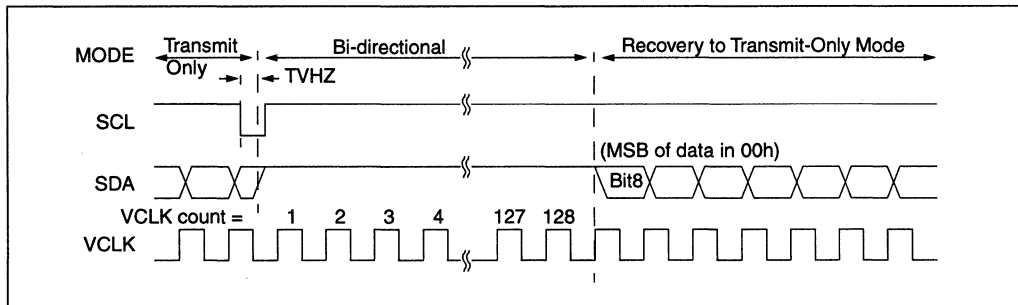 MODE
Transmit Only
Bi-directional
Recovery to Transmit-Only Mode
TVHZ
SCL
(MSB of data in 00h)
SDA
Bit8
VCLK count = 1 2 3 4 127 128
VCLK